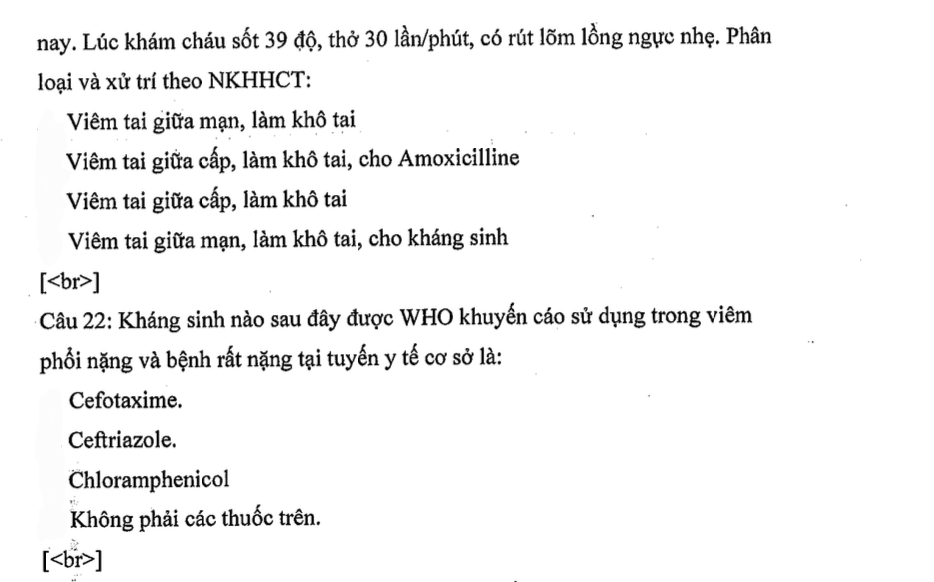 nay. Lúc khám cháu sốt 39 độ, thở 30 lần/phút, có rút lõm lồng ngực nhẹ. Phân
loại và xử trí theo NKHHCT:
Viêm tai giữa mạn, làm khô tai
Viêm tai giữa cấp, làm khô tai, cho Amoxicilline
Viêm tai giữa cấp, làm khô tai
Viêm tai giữa mạn, làm khô tai, cho kháng sinh
[<br>]
Câu 22: Kháng sinh nào sau đây được WHO khuyến cáo sử dụng trong viêm
phổi nặng và bệnh rất nặng tại tuyến y tế cơ sở là:
Cefotaxime.
Ceftriazole.
Chloramphenicol
Không phải các thuốc trên.
[<br>]